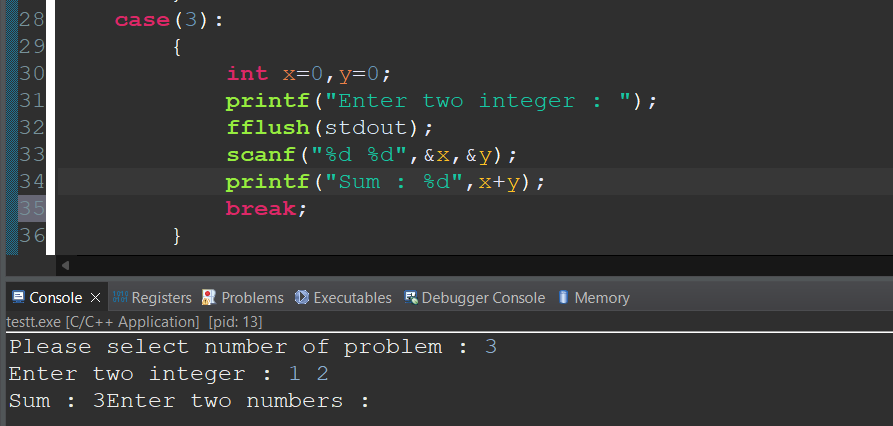 28 case(3):
29 {
30 int x=0,y=0;
31 printf("Enter two integer : ");
32 fflush(stdout);
33 scanf("%d %d",&x,&y);
34 printf("Sum : %d",x+y);
35 break;
36 }
Console Registers Problems Executables Debugger Console Memory
testt.exe [C/C++ Application] [pid: 13]
Please select number of problem : 3
Enter two integer : 1 2
Sum : 3Enter two numbers :